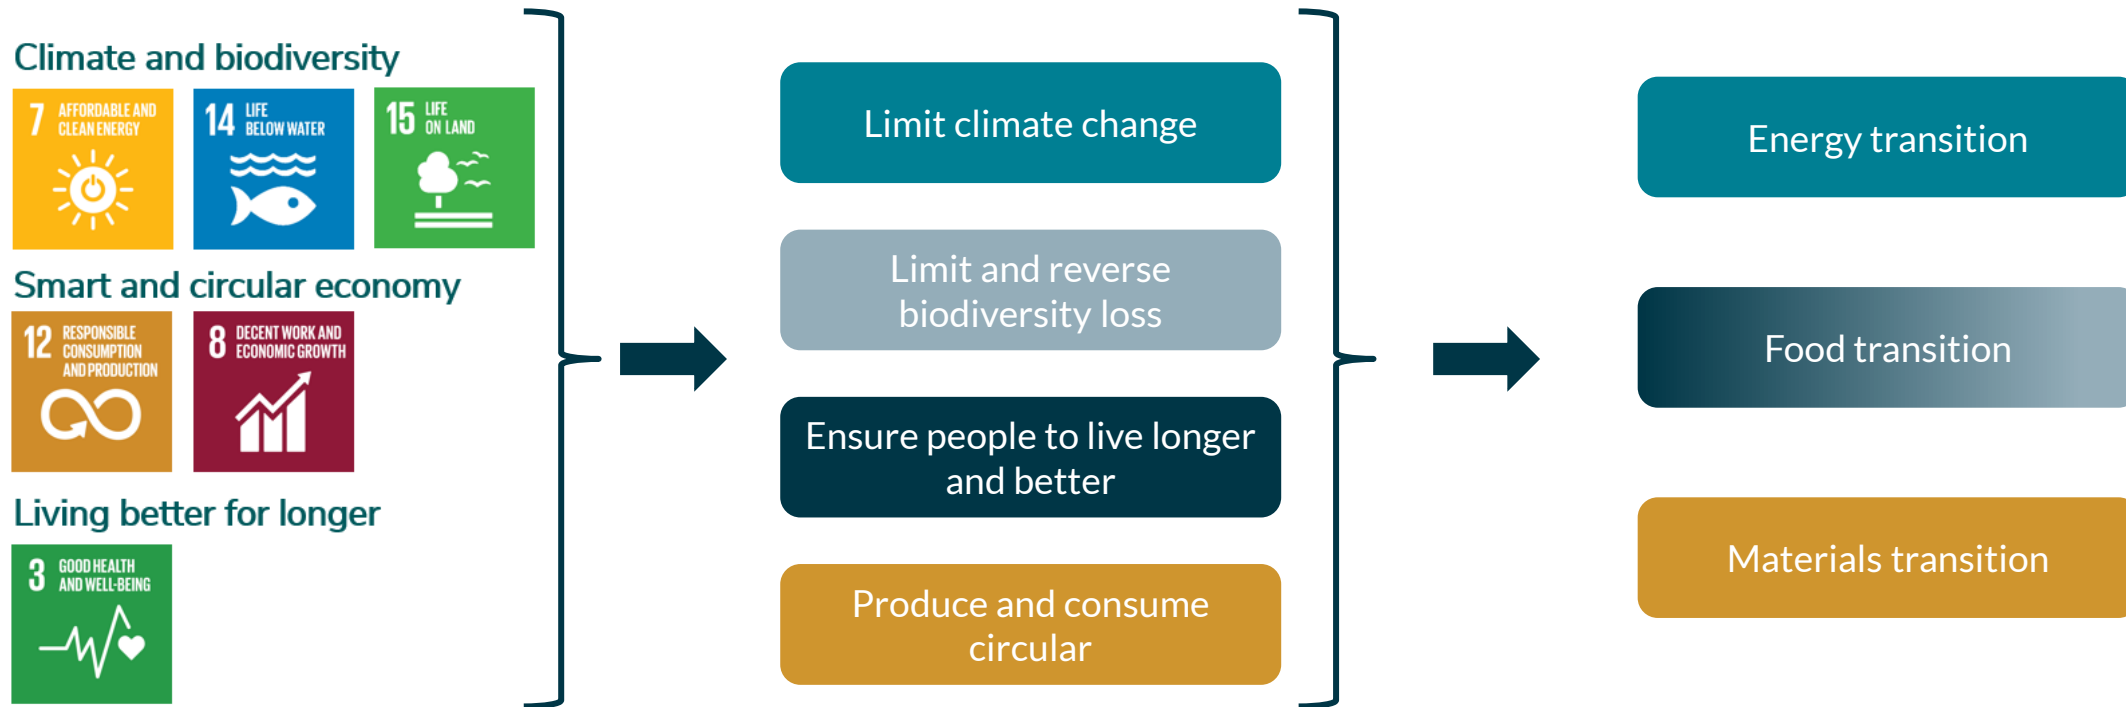 Climate and biodiversity
7 AFFORDABLE AND
CLEAN ENERGY
14 LIFE
BELOW WATER
15 LIFE
ON LAND
Smart and circular economy
12 RESPONSIBLE
CONSUMPTION
AND PRODUCTION
8 DECENT WORK AND
ECONOMIC GROWTH
Living better for longer
3 GOOD HEALTH
AND WELL-BEING
Limit climate change
Limit and reverse
biodiversity loss
Ensure people to live longer
and better
Produce and consume
circular
Energy transition
Food transition
Materials transition